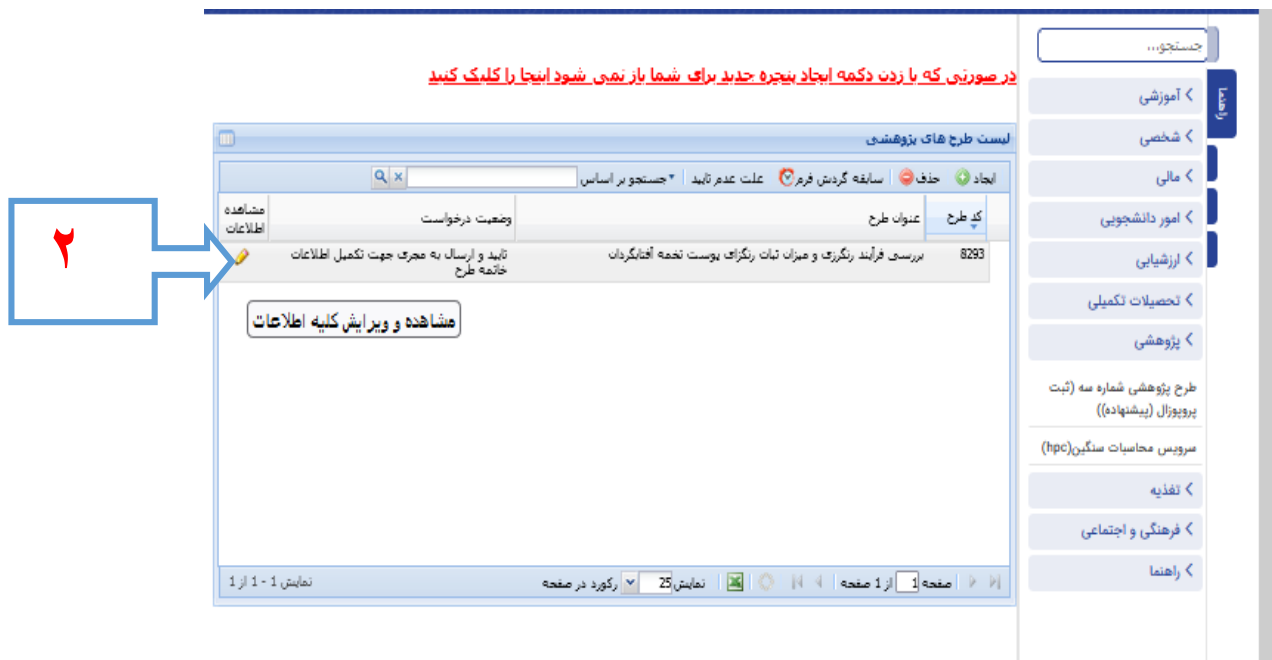 جستجو...
راهنما
آموزشی
شخصی
مالی
امور دانشجویی
ارزشیابی
تحصیلات تکمیلی
پژوهشی
طرح پژوهشی شماره سه (ثبت
پروپوزال (پیشنهاده))
سرویس محاسبات سنگین(hpc)
تغذیه
فرهنگی و اجتماعی
راهنما
در صورتی که با زدن دکمه ایجاد پنجره جدید برای شما باز نمی شود اینجا را کلیک کنید
لیست طرح های پژوهشی
ایجاد حذف سابقه گردش فرم علت عدم تایید جستجو بر اساس
کد طرح عنوان طرح وضعیت درخواست مشاهده
اطلاعات
8293 بررسی فرآیند رنگرزی و میزان ثبات رنگزای پوست تخمه آفتابگردان تایید و ارسال به مجری جهت تکمیل اطلاعات
خاتمه طرح
۲
مشاهده و ویرایش کلیه اطلاعات
صفحه 1 از 1 صفحه نمایش 25 رکورد در صفحه نمایش 1 - 1 از 1